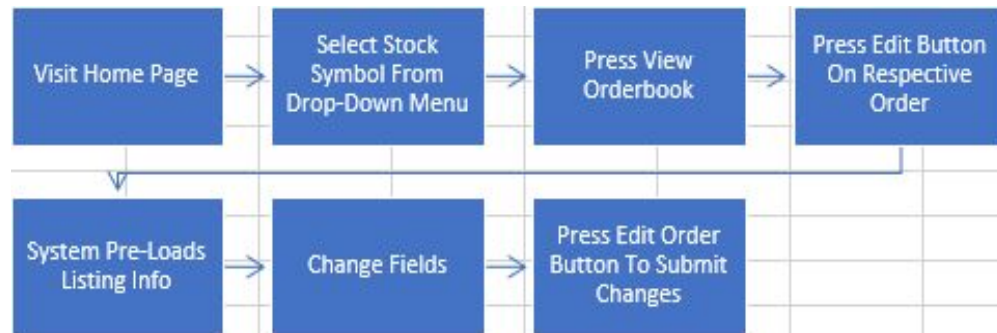 Visit Home Page
Select Stock
Symbol From
Drop-Down Menu
Press View
Orderbook
Press Edit Button
On Respective
Order
System Pre-Loads
Listing Info
Change Fields
Press Edit Order
Button To Submit
Changes